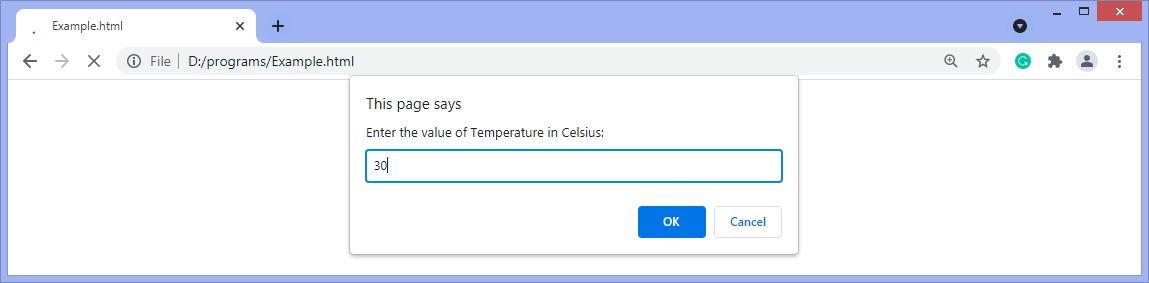 Example.html
File D:/programs/Example.html
This page says
Enter the value of Temperature in Celsius:
30
OK Cancel